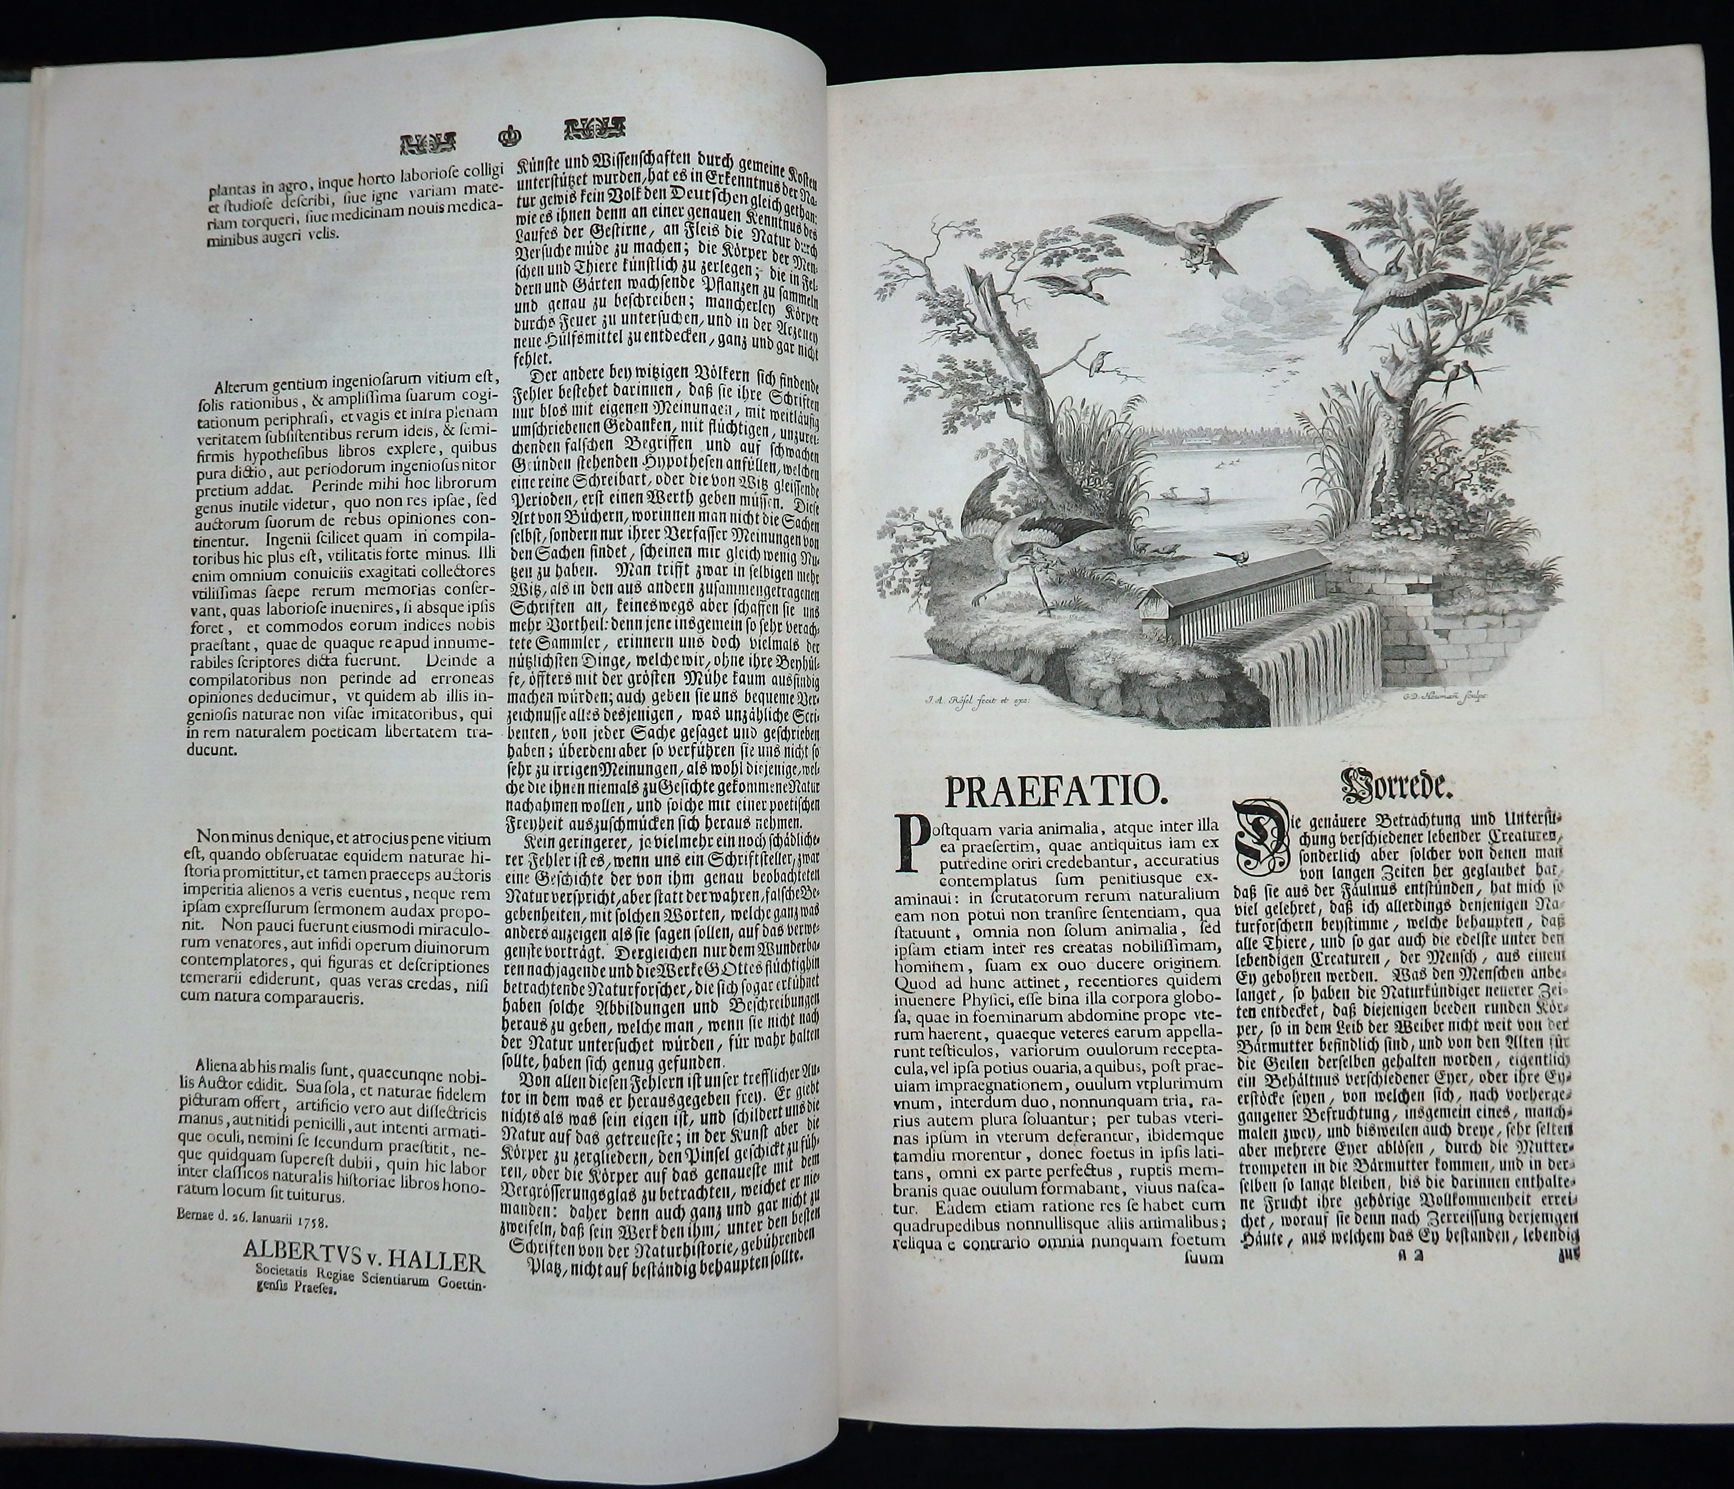 plantas in agro, inque horto laboriose colligi
et studiose describi, siue igne variam mate-
riam torqueri, siue medicinam nouis medica-
minibus augeri velis.
Alterum gentium ingeniosarum vitium est,
solis rationibus, & amplissima suarum cogi-
tationum periphrasi, et vagis et infra plenam
veritatem subsistentibus rerum ideis, & semi-
firmis hypothesibus libros explere, quibus
pura dictio, aut periodorum ingeniosus nitor
pretium addat. Perinde mihi hoc librorum
genus inutile videtur, quo non res ipsae, sed
auctorum suorum de rebus opiniones con-
tinentur. Ingenii scilicet quam in compila-
toribus hic plus est, vtilitatis forte minus. Illi
enim omnium conuiciis exagitati collectores
vtilissimas saepe rerum memorias conser-
vant, quas laboriose inuenires, si absque ipsis
foret, et commodos eorum indices nobis
praestant, quae de quaque re apud innume-
rabiles scriptores dicta fuerunt. Deinde a
compilatoribus non perinde ad erroneas
opiniones deducimur, vt quidem ab illis in-
geniosis naturae non visae imitatoribus, qui
in rem naturalem poeticam libertatem tra-
ducunt.
Non minus denique, et atrocius pene vitium
est, quando obseruatae equidem naturae hi-
storia promittitur, et tamen praeceps auctoris
imperitia alienos a veris euentus, neque rem
ipsam expressurum sermonem audax propo-
nit. Non pauci fuerunt eiusmodi miraculo-
rum venatores, aut infidi operum diuinorum
contemplatores, qui figuras et descriptiones
temerarii ediderunt, quas veras credas, nisi
cum natura comparaueris.
Aliena ab his malis sunt, quaecunqne nobi-
lis Auctor edidit. Sua sola, et naturae fidelem
picturam offert, artificio vero aut dissectricis
manus, aut nitidi penicilli, aut intenti armati-
que oculi, nemini se secundum praestitit, ne-
que quidquam superest dubii, quin hic labor
inter classicos naturalis historiae libros hono-
ratum locum sit tuiturus.
Bernae d. 26. Ianuarii 1758.
ALBERTVS v. HALLER
Societatis Regiae Scientiarum Goettin-
gensis Praeses.
Künste und Wissenschaften durch gemeine Kosten
unterstützet wurden, hat es in Erkenntnus der Na-
tur gewis kein Volk den Deutschen gleich gethan;
wie es ihnen denn an einer genauen Kenntnus des
Laufes der Gestirne, an Fleis die Natur durch
Versuche müde zu machen; die Körper der Men-
schen und Thiere künstlich zu zerlegen; die in Fel-
dern und Gärten wachsende Pflanzen zu sammeln
und genau zu beschreiben; mancherley Körper
durchs Feuer zu untersuchen, und in der Arzeney
neue Hülfsmittel zu entdecken, ganz und gar nicht
fehlet.
Der andere bey witzigen Völkern sich findende
Fehler bestehet darinnen, daß sie ihre Schriften
nur blos mit eigenen Meinungen, mit weitläufig
umschriebenen Gedanken, mit flüchtigen, unzurei-
chenden falschen Begriffen und auf schwachen
Gründen stehenden Hypothesen anfüllen, welchen
eine reine Schreibart, oder die von Witz gleissende
Perioden, erst einen Werth geben müssen. Diese
Art von Büchern, worinnen man nicht die Sachen
selbst, sondern nur ihrer Verfasser Meinungen von
den Sachen findet, scheinen mir gleich wenig Nu-
tzen zu haben. Man trifft zwar in selbigen mehr
Witz, als in den aus andern zusammengetragenen
Schriften an, keineswegs aber schaffen sie uns
mehr Vortheil: denn jene insgemein so sehr verach-
tete Sammler, erinnern uns doch vielmals der
nützlichsten Dinge, welche wir, ohne ihre Beyhül-
fe, öffters mit der grösten Mühe kaum ausfindig
machen würden; auch geben sie uns bequeme Ver-
zeichnusse alles desjenigen, was unzähliche Scri-
benten, von jeder Sache gesaget und geschrieben
haben; überdem aber so verführen sie uns nicht so
sehr zu irrigen Meinungen, als wohl diejenige, wel-
che die ihnen niemals zu Gesichte gekommene Natur
nachahmen wollen, und solche mit einer poetischen
Freyheit auszuschmücken sich heraus nehmen.
Kein geringerer, ja vielmehr ein noch schädliche-
rer Fehler ist es, wenn uns ein Schriftsteller, zwar
eine Geschichte der von ihm genau beobachteten
Natur verspricht, aber statt der wahren, falsche Be-
gebenheiten, mit solchen Worten, welche ganz was
anders anzeigen als sie sagen sollen, auf das verwe-
genste vorträgt. Dergleichen nur dem Wunderba-
ren nachjagende und die Werke GOttes flüchtighin
betrachtende Naturforscher, die sich sogar erkühnet
haben solche Abbildungen und Beschreibungen
heraus zu geben, welche man, wenn sie nicht nach
der Natur untersuchet würden, für wahr halten
sollte, haben sich genug gefunden.
Von allen diesen Fehlern ist unser trefflicher Au-
tor in dem was er herausgegeben frey. Er giebt
nichts als was sein eigen ist, und schildert uns die
Natur auf das getreueste; in der Kunst aber die
Körper zu zergliedern, den Pinsel geschickt zu füh-
ren, oder die Körper auf das genaueste mit dem
Vergrösserungsglas zu betrachten, weichet er nie-
manden: daher denn auch ganz und gar nicht zu
zweifeln, daß sein Werk den ihm, unter den besten
Schriften von der Naturhistorie, gebührenden
Platz, nicht auf beständig behaupten sollte.
J. A. Rösel fecit et exc:
G. D. Neumañ sculps:
PRAEFATIO.
Postquam varia animalia, atque inter illa
ea praesertim, quae antiquitus iam ex
putredine oriri credebantur, accuratius
contemplatus sum penitiusque ex-
aminaui: in scrutatorum rerum naturalium
eam non potui non transire sententiam, qua
statuunt, omnia non solum animalia, sed
ipsam etiam inter res creatas nobilissimam,
hominem, suam ex ouo ducere originem.
Quod ad hunc attinet, recentiores quidem
inuenere Physici, esse bina illa corpora globo-
sa, quae in foeminarum abdomine prope vte-
rum haerent, quaeque veteres earum appella-
runt testiculos, variorum ouulorum recepta-
cula, vel ipsa potius ouaria, a quibus, post prae-
uiam impraegnationem, ouulum vtplurimum
vnum, interdum duo, nonnunquam tria, ra-
rius autem plura soluantur; per tubas vteri-
nas ipsum in vterum deferantur, ibidemque
tamdiu morentur, donec foetus in ipsis lati-
tans, omni ex parte perfectus, ruptis mem-
branis quae ouulum formabant, viuus nasca-
tur. Eadem etiam ratione res se habet cum
quadrupedibus nonnullisque aliis animalibus;
reliqua e contrario omnia nunquam foetum
suum
Vorrede.
Die genäuere Betrachtung und Untersu-
chung verschiedener lebender Creaturen,
sonderlich aber solcher von denen man
von langen Zeiten her geglaubet hat,
daß sie aus der Fäulnus entstünden, hat mich so
viel gelehret, daß ich allerdings denjenigen Na-
turforschern beystimme, welche behaupten, daß
alle Thiere, und so gar auch die edelste unter den
lebendigen Creaturen, der Mensch, aus einem
Ey gebohren werden. Was den Menschen anbe-
langet, so haben die Naturkündiger neuerer Zei-
ten entdecket, daß diejenigen beeden runden Kör-
per, so in dem Leib der Weiber nicht weit von der
Bärmutter befindlich sind, und von den Alten für
die Geilen derselben gehalten worden, eigentlich
ein Behältnus verschiedener Eyer, oder ihre Ey-
erstöcke seyen, von welchen sich, nach vorherge-
gangener Befruchtung, insgemein eines, manch-
malen zwey, und bisweilen auch dreye, sehr selten
aber mehrere Eyer ablösen, durch die Mutter-
trompeten in die Bärmutter kommen, und in der-
selben so lange bleiben, bis die darinnen enthalte-
ne Frucht ihre gehörige Vollkommenheit errei-
chet, worauf sie denn nach Zerreissung derjenigen
Häute, aus welchem das Ey bestanden, lebendig
a 2 zur